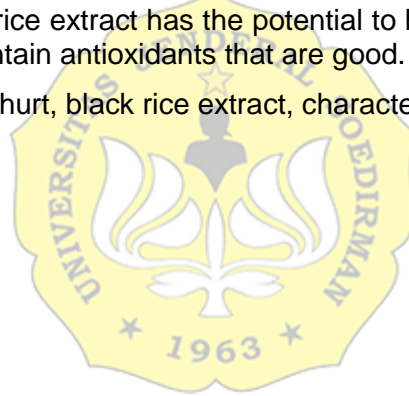 rice extract has the potential to
ntain antioxidants that are good.
hurt, black rice extract, characte
UNIVERSITAS JENDERAL SOEDIRMAN
* 1963 *